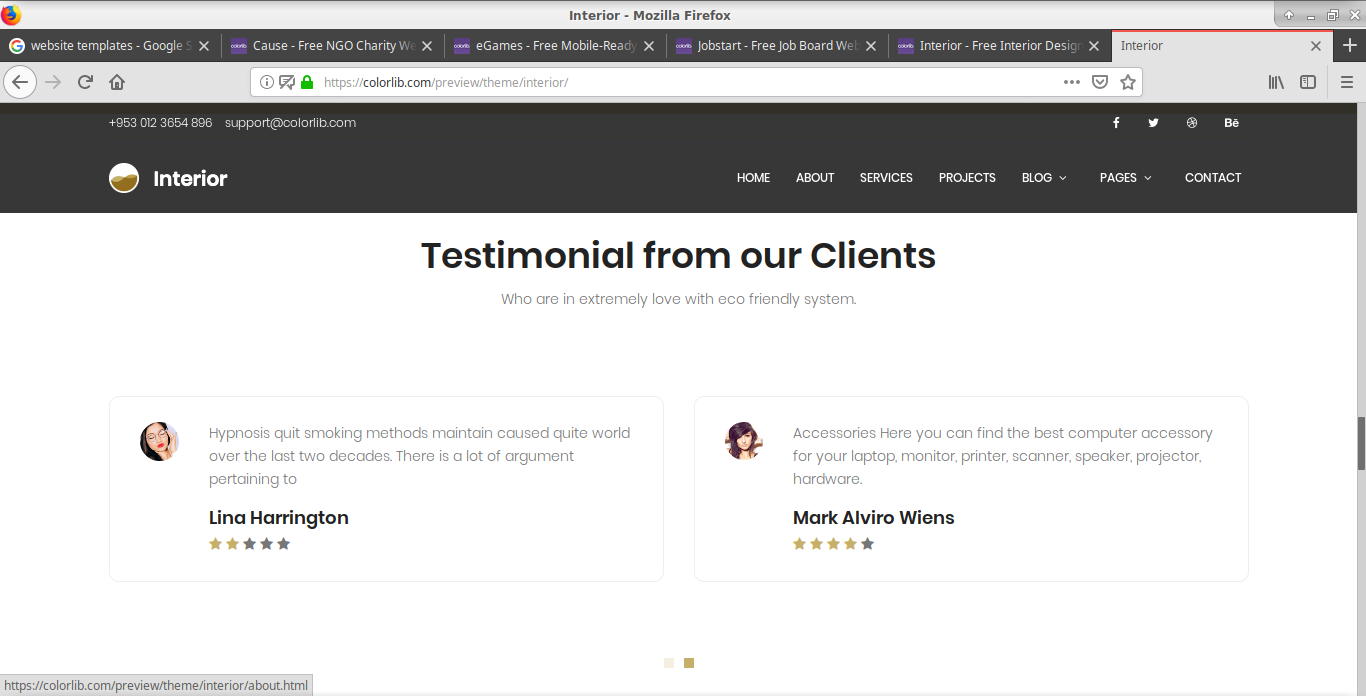 Interior - Mozilla Firefox
website templates - Google S
Cause - Free NGO Charity We
eGames - Free Mobile-Ready
Jobstart - Free Job Board Web
Interior - Free Interior Design
Interior
https://colorlib.com/preview/theme/interior/
+953 012 3654 896 support@colorlib.com
Bē
Interior
HOME ABOUT SERVICES PROJECTS BLOG PAGES CONTACT
Testimonial from our Clients
Who are in extremely love with eco friendly system.
Hypnosis quit smoking methods maintain caused quite world
over the last two decades. There is a lot of argument
pertaining to
Lina Harrington
Accessories Here you can find the best computer accessory
for your laptop, monitor, printer, scanner, speaker, projector,
hardware.
Mark Alviro Wiens
https://colorlib.com/preview/theme/interior/about.html